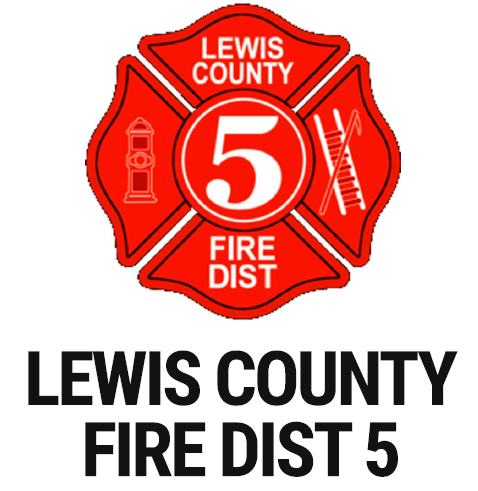 LEWIS
COUNTY
5
FIRE
DIST
LEWIS COUNTY
FIRE DIST 5